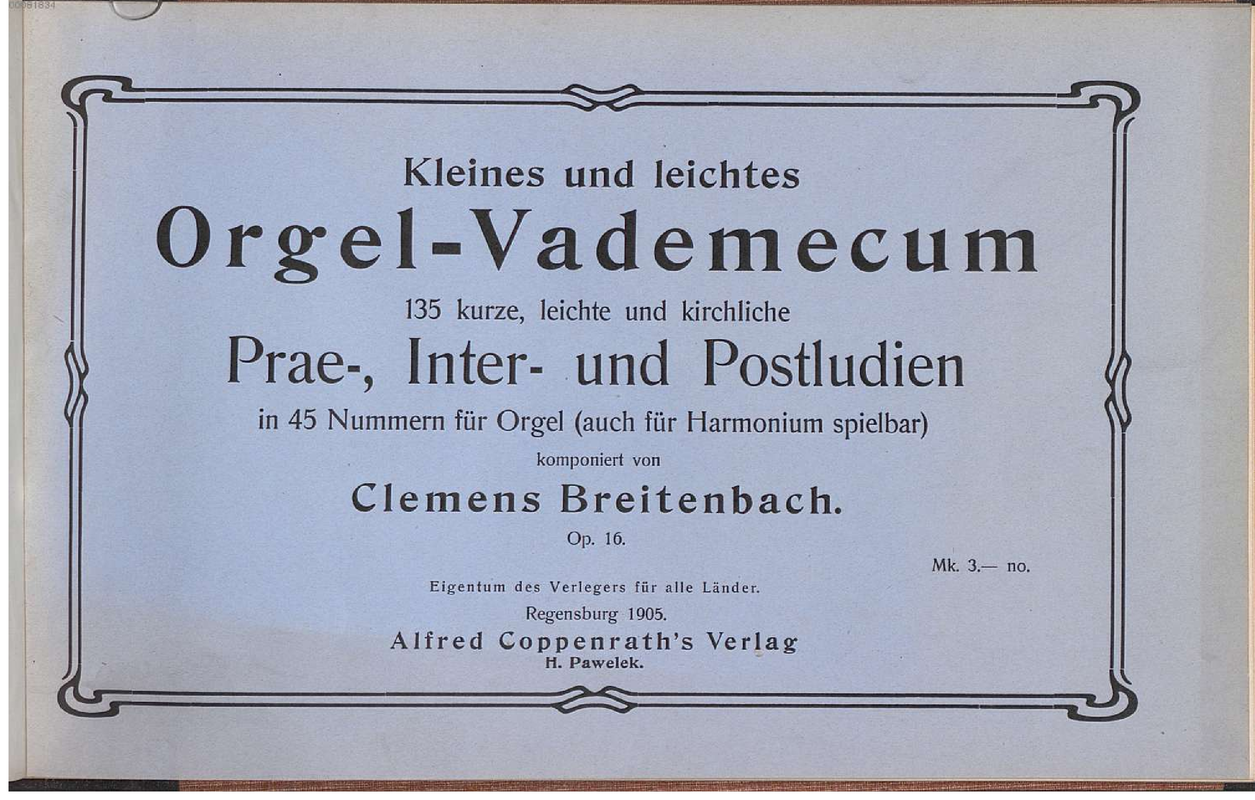 00091834
Kleines und leichtes
Orgel-Vademecum
135 kurze, leichte und kirchliche
Prae-, Inter- und Postludien
in 45 Nummern für Orgel (auch für Harmonium spielbar)
komponiert von
Clemens Breitenbach.
Op. 16.
Mk. 3.— no.
Eigentum des Verlegers für alle Länder.
Regensburg 1905.
Alfred Coppenrath's Verlag
H. Pawelek.